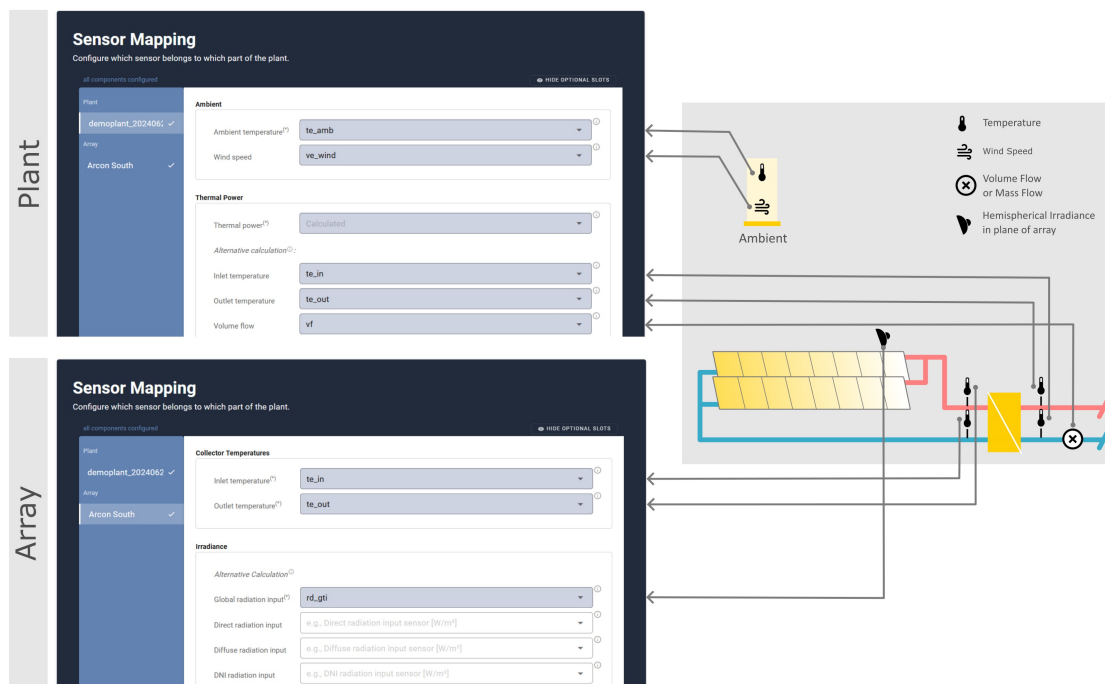 Plant
Sensor Mapping
Configure which sensor belongs to which part of the plant.
all components configured
HIDE OPTIONAL SLOTS
Plant
demoplant_202406
Array
Arcon South
Ambient
Ambient temperature(*)
te_amb
Wind speed
ve_wind
Thermal Power
Thermal power(*)
Calculated
Alternative calculation:
Inlet temperature
te_in
Outlet temperature
te_out
Volume flow
vf
Array
Sensor Mapping
Configure which sensor belongs to which part of the plant.
all components configured
HIDE OPTIONAL SLOTS
Plant
demoplant_2024062
Array
Arcon South
Collector Temperatures
Inlet temperature(*)
te_in
Outlet temperature(*)
te_out
Irradiance
Alternative Calculation
Global radiation input(*)
rd_gti
Direct radiation input
e.g., Direct radiation input sensor [W/m²]
Diffuse radiation input
e.g., Diffuse radiation input sensor [W/m²]
DNI radiation input
e.g., DNI radiation input sensor [W/m²]
Temperature
Wind Speed
Volume Flow
or Mass Flow
Hemispherical Irradiance
in plane of array
Ambient